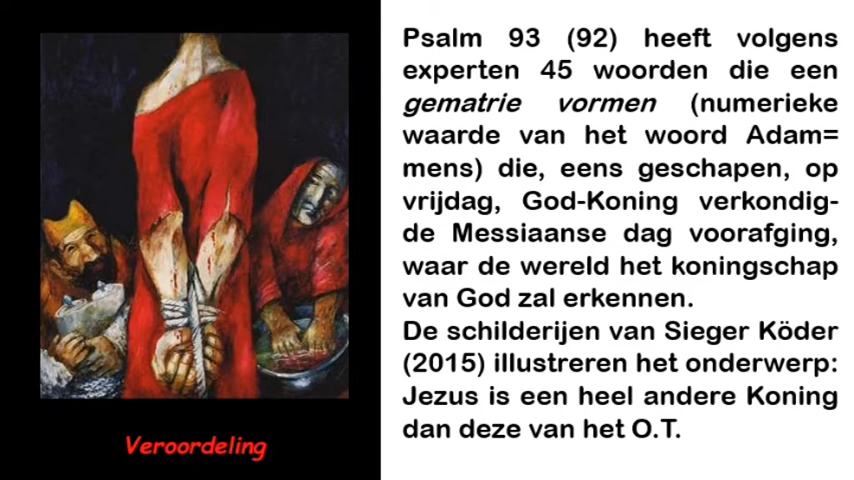 Psalm 93 (92) heeft volgens
experten 45 woorden die een
gematrie vormen (numerieke
waarde van het woord Adam=
mens) die, eens geschapen, op
vrijdag, God-Koning verkondig-
de Messiaanse dag voorafging,
waar de wereld het koningschap
van God zal erkennen.
De schilderijen van Sieger Köder
(2015) illustreren het onderwerp:
Jezus is een heel andere Koning
dan deze van het O.T.
Veroordeling